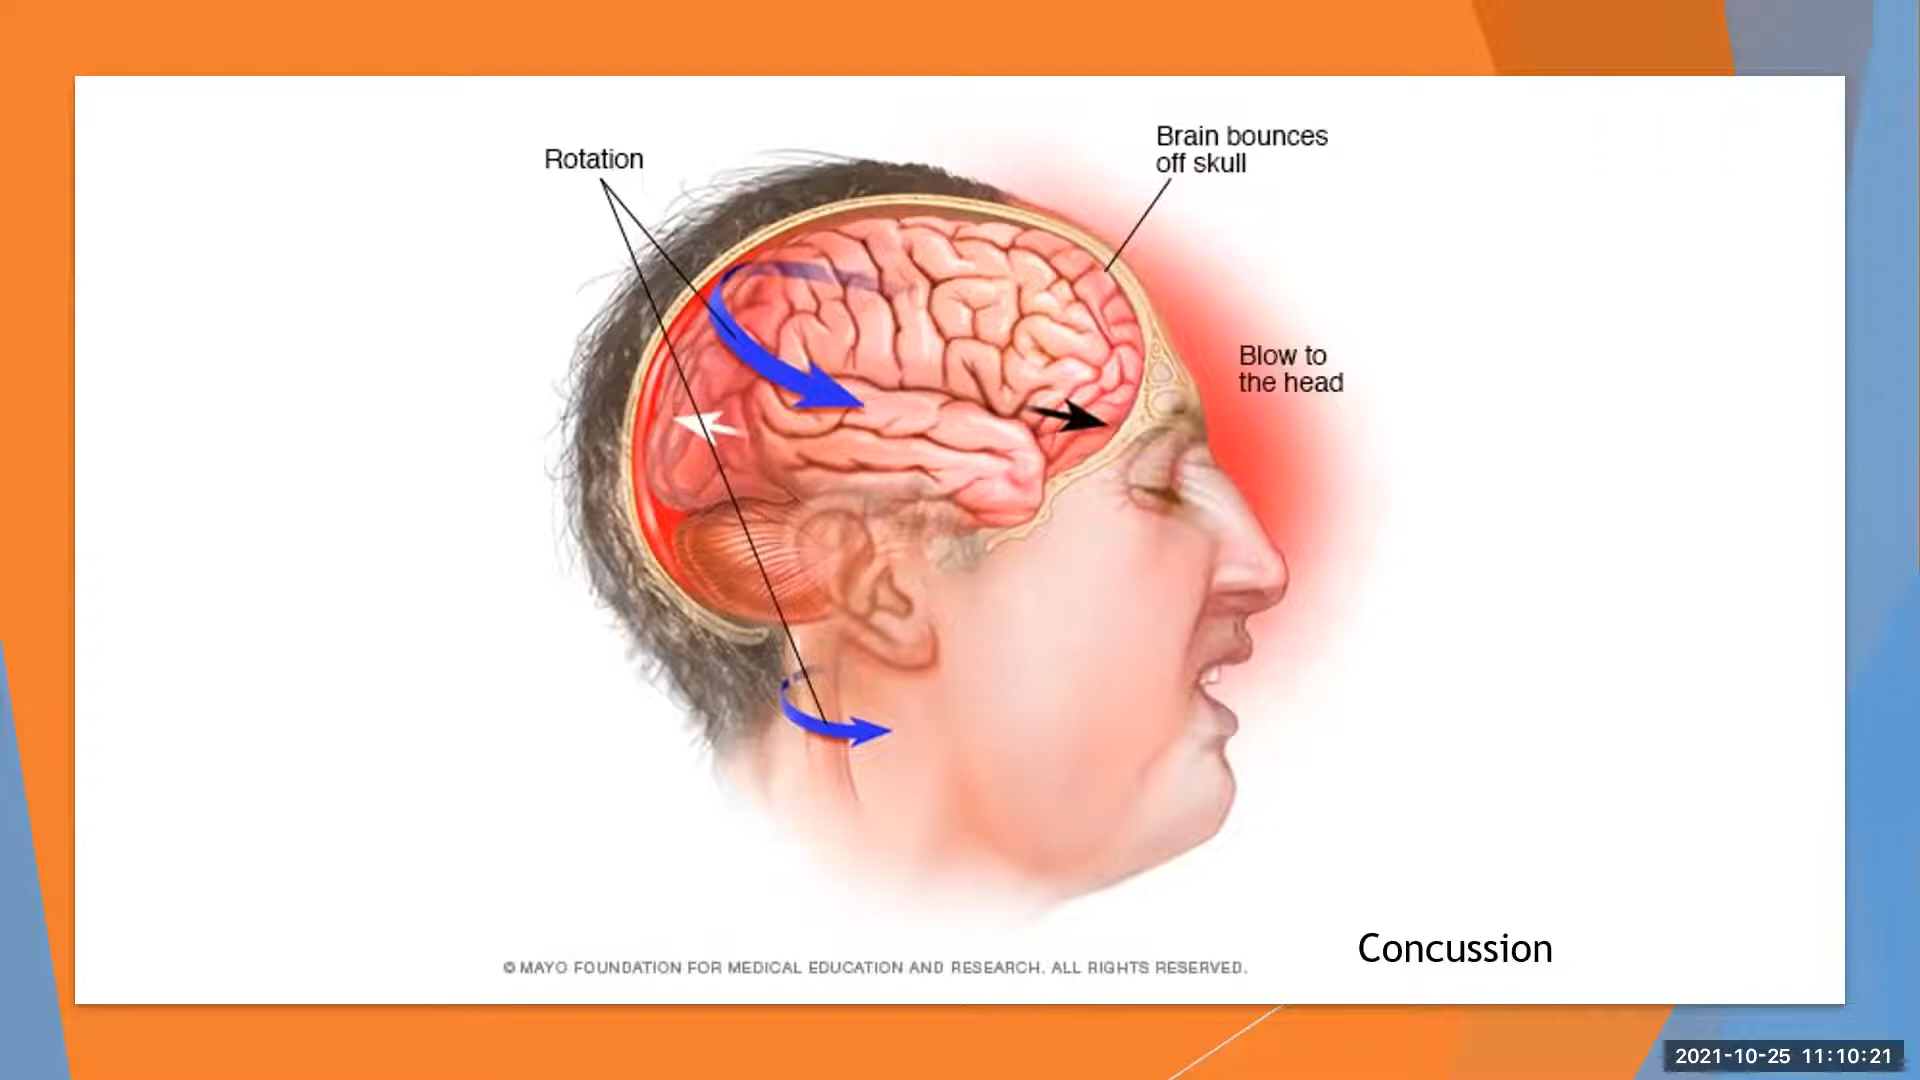 Rotation
Brain bounces
off skull
Blow to
the head
Concussion
© MAYO FOUNDATION FOR MEDICAL EDUCATION AND RESEARCH. ALL RIGHTS RESERVED.
2021-10-25 11:10:21